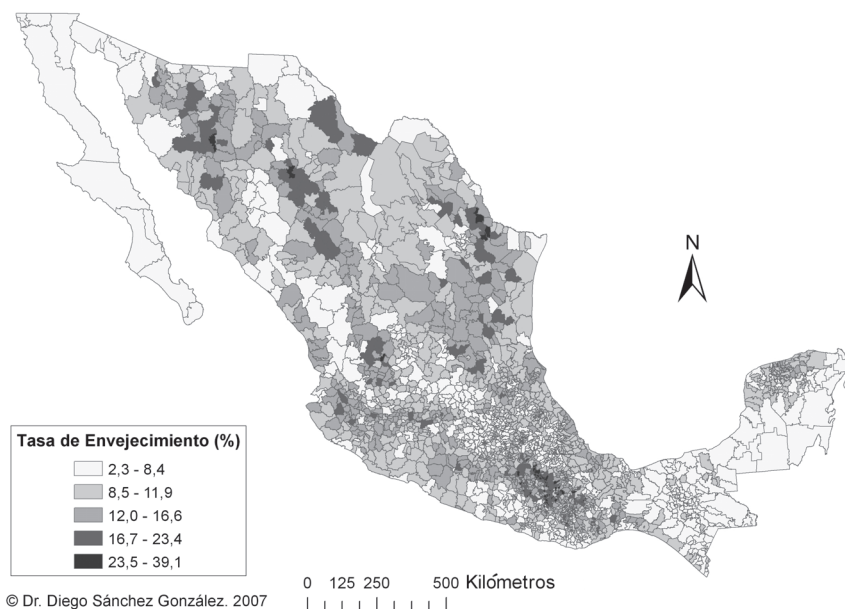 N
Tasa de Envejecimiento (%)
2,3 - 8,4
8,5 - 11,9
12,0 - 16,6
16,7 - 23,4
23,5 - 39,1
© Dr. Diego Sánchez González. 2007
0 125 250 500 Kilómetros